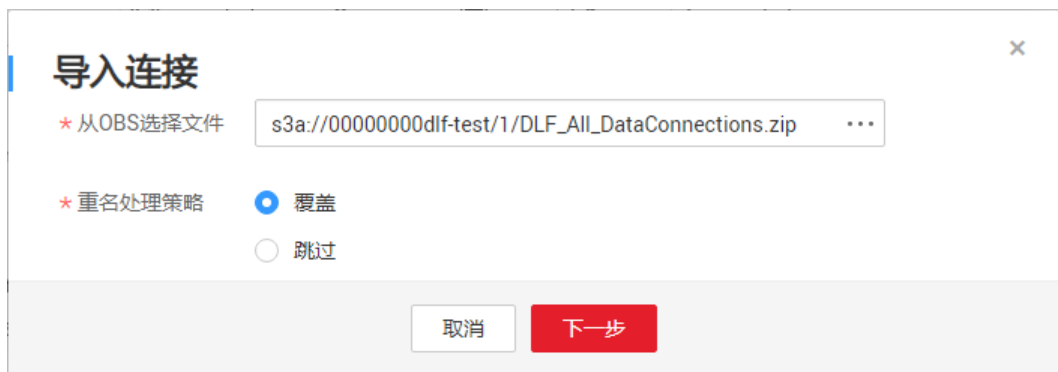 导入连接
* 从OBS选择文件 s3a://00000000dlf-test/1/DLF_All_DataConnections.zip ...
* 重名处理策略 覆盖
跳过
取消 下一步